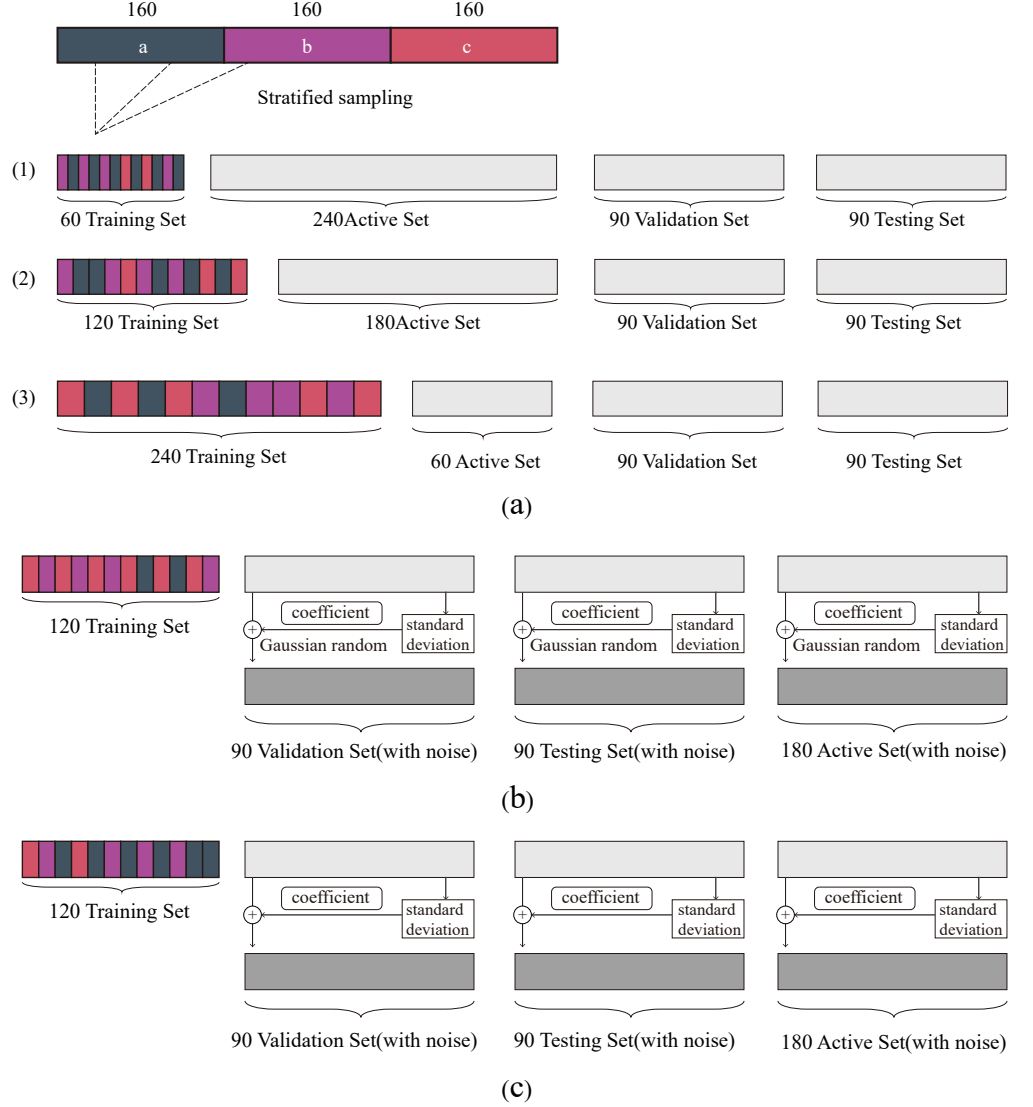 160 160 160
a b c
Stratified sampling
(1)
60 Training Set 240Active Set 90 Validation Set 90 Testing Set
(2)
120 Training Set 180Active Set 90 Validation Set 90 Testing Set
(3)
240 Training Set 60 Active Set 90 Validation Set 90 Testing Set
(a)
120 Training Set
coefficient
standard
deviation
+
Gaussian random
90 Validation Set(with noise)
coefficient
standard
deviation
+
Gaussian random
90 Testing Set(with noise)
coefficient
standard
deviation
+
Gaussian random
180 Active Set(with noise)
(b)
120 Training Set
coefficient
standard
deviation
+
90 Validation Set(with noise)
coefficient
standard
deviation
+
90 Testing Set(with noise)
coefficient
standard
deviation
+
180 Active Set(with noise)
(c)